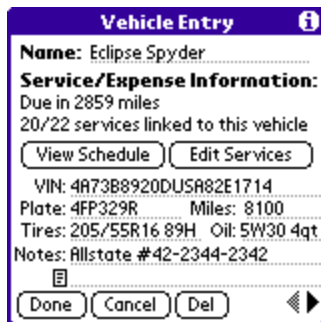 Vehicle Entry
Name: Eclipse Spyder
Service/Expense Information:
Due in 2859 miles
20/22 services linked to this vehicle
View Schedule Edit Services
VIN: 4A73B8920DUSA82E1714
Plate: 4FP329R Miles: 8100
Tires: 205/55R16 89H Oil: 5W30 4qt
Notes: Allstate #42-2344-2342
Done Cancel Del